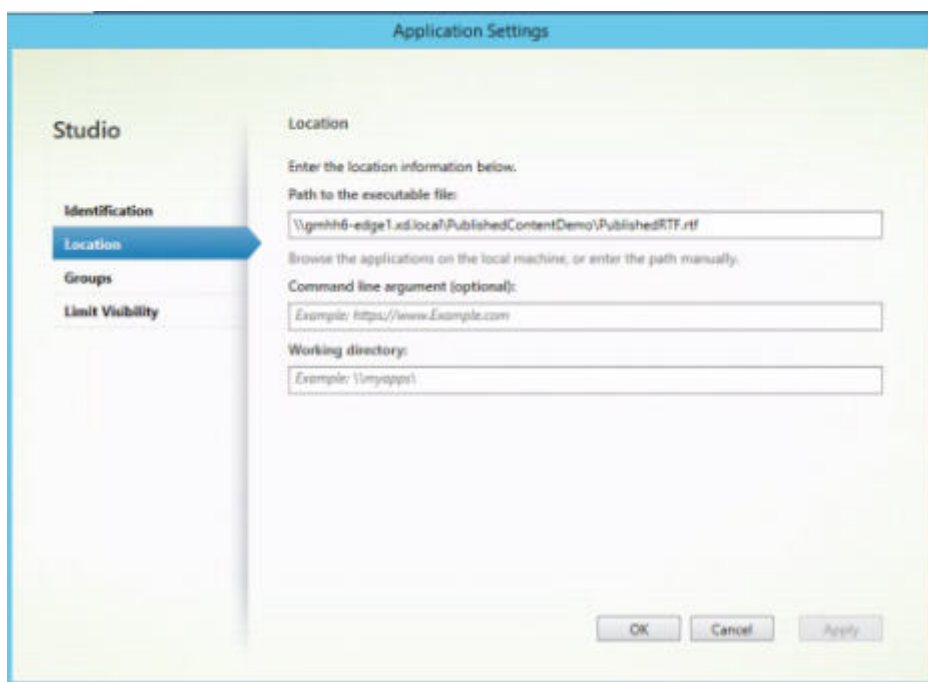 Application Settings
Studio
Identification
Location
Groups
Limit Visibility
Location
Enter the location information below.
Path to the executable file:
\\gmhh6-edge1.xd.local\PublishedContentDemo\PublishedRTF.rtf
Browse the applications on the local machine, or enter the path manually.
Command line argument (optional):
Example: https://www.Example.com
Working directory:
Example: \\myapps\
OK Cancel Apply